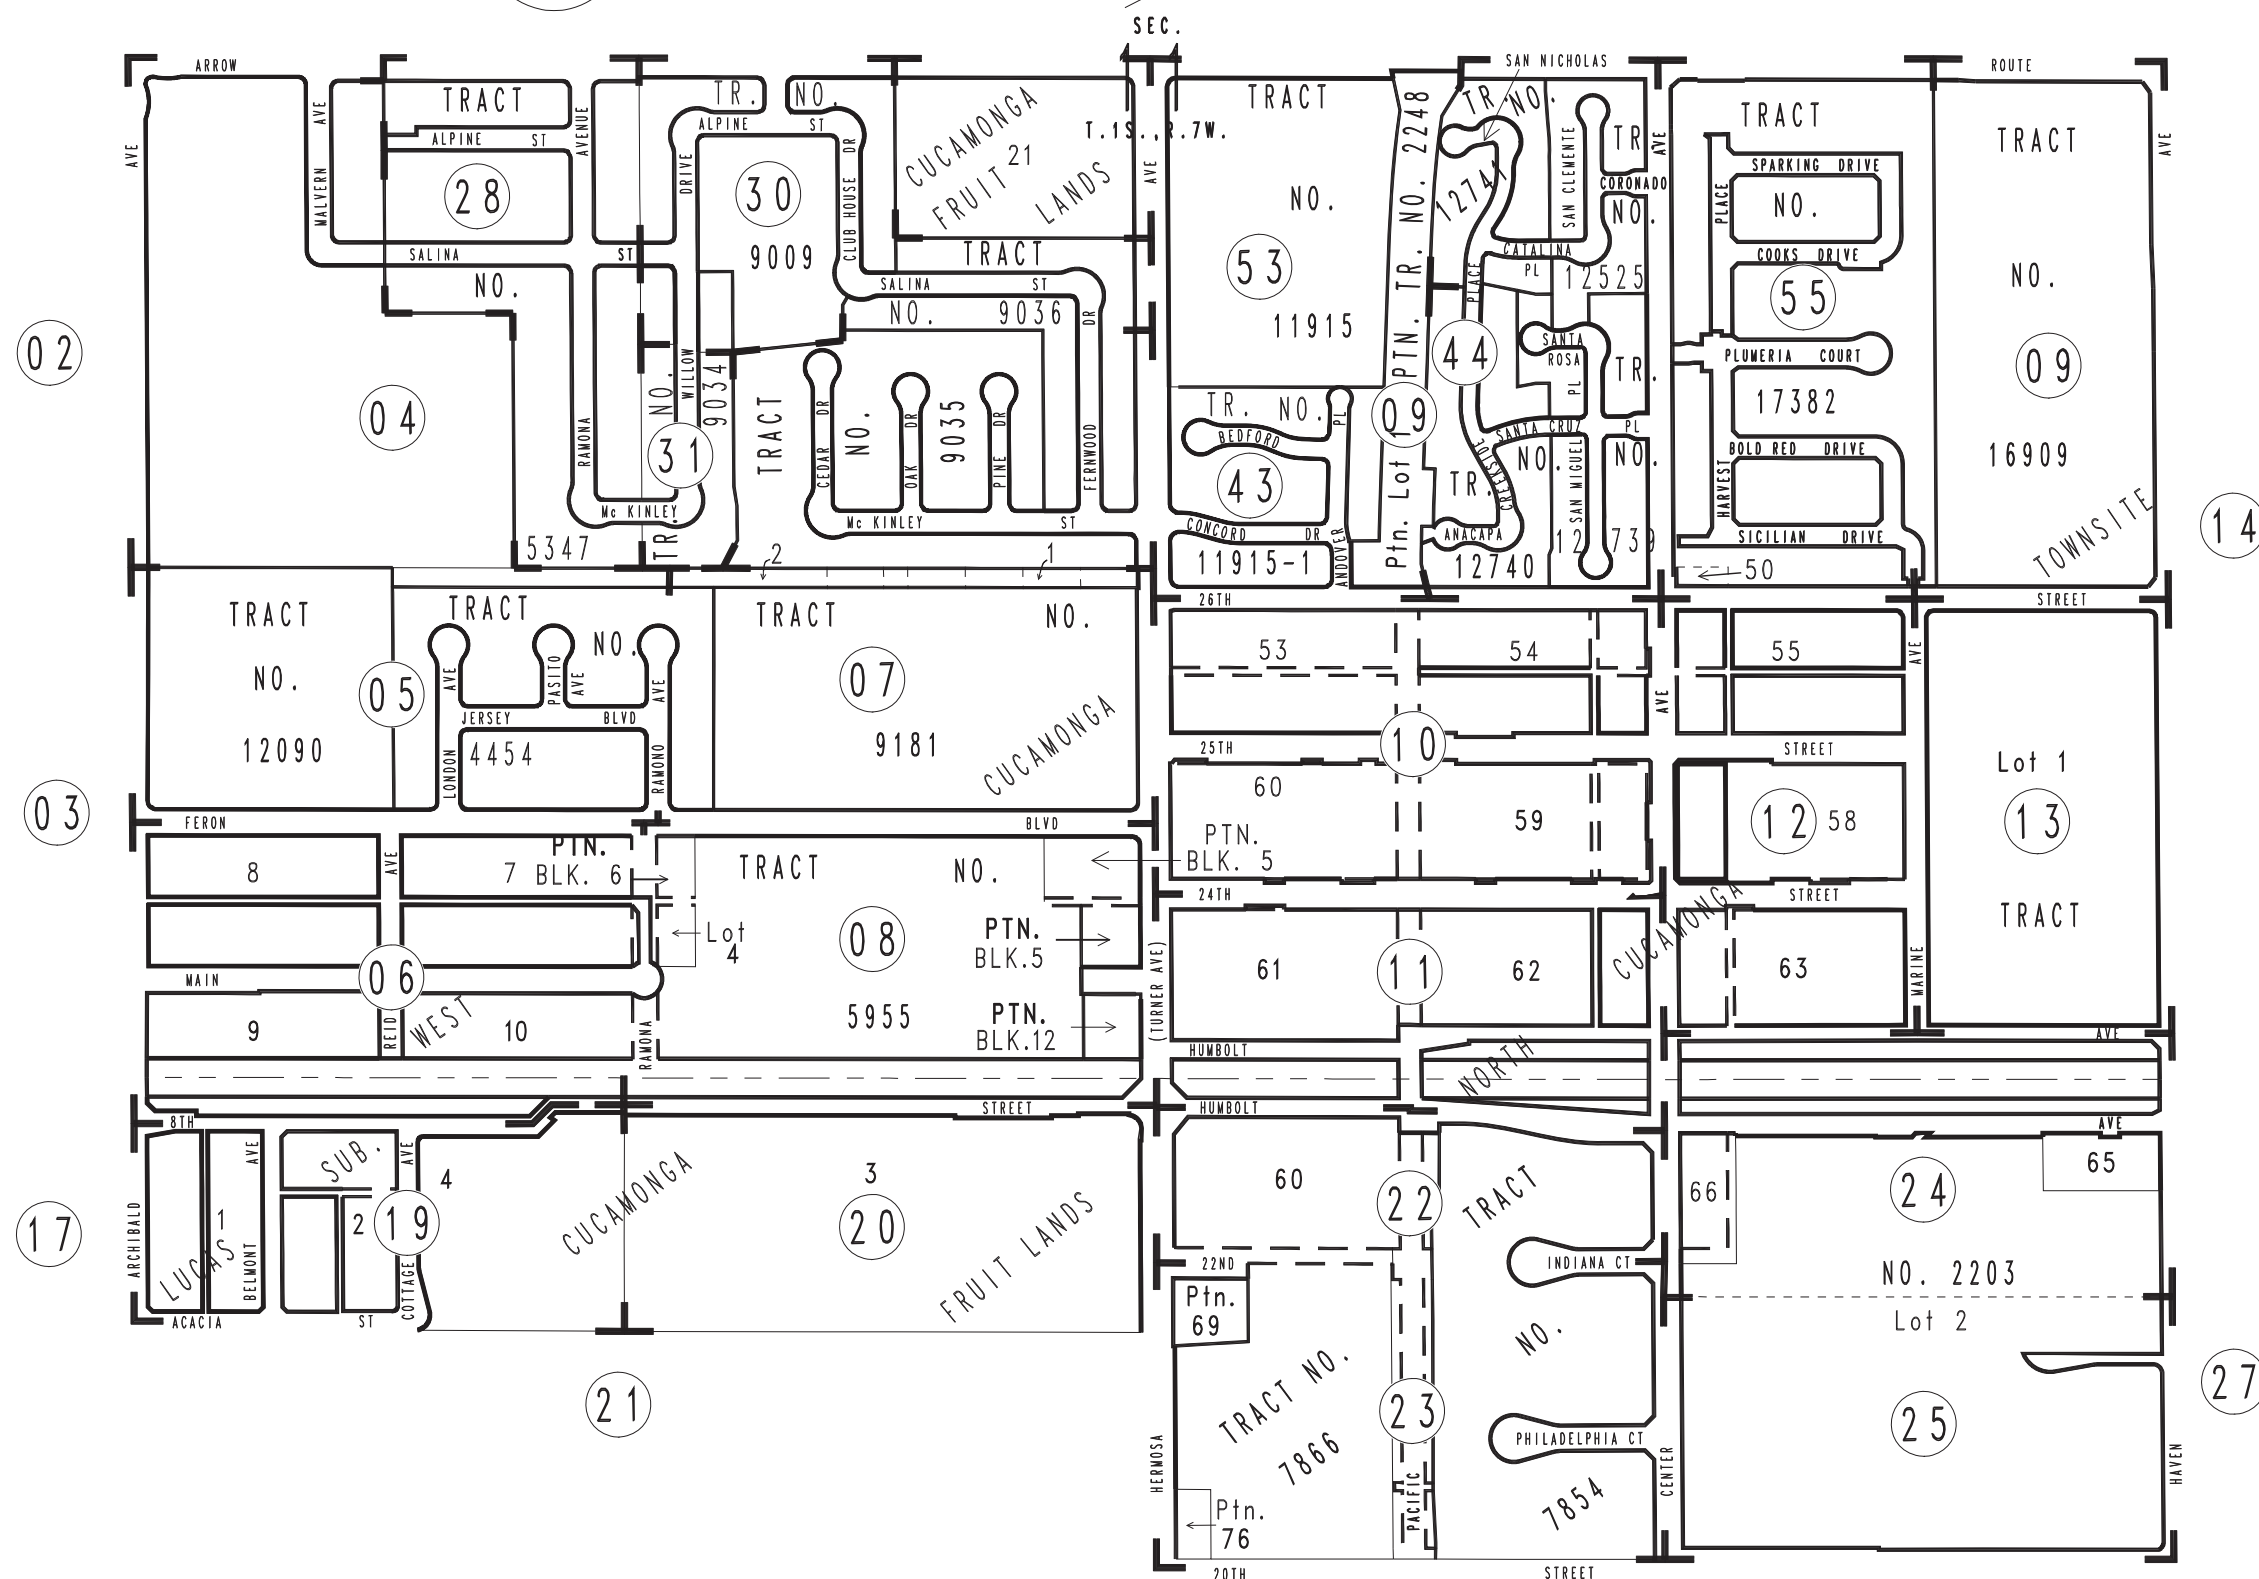 SEC.
T.1S.,R.7W.
ARROW
ROUTE
SAN NICHOLAS
AVE
MALVERN AVE
TRACT
ALPINE ST
28
SALINA ST
NO.
AVENUE
RAMONA
02
04
5347
TR. NO.
ALPINE ST
DRIVE
30
9009
CLUB HOUSE DR
CUCAMONGA
FRUIT 21 LANDS
TRACT
SALINA ST
NO. 9036
DR
FERNWOOD
WILLOW
NO.
9034
31
TR.
Mc KINLEY
TRACT
NO.
9035
CEDAR DR
OAK DR
PINE DR
Mc KINLEY ST
2
1
AVE
TRACT
NO.
53
11915
TR. NO.
BEDFORD
PL
43
CONCORD DR
11915-1
ANDOVER
PTN. TR. NO. 2248
09
Ptn. Lot 1
TR. NO.
12741
44
PLACE
CREEKSIDE
SAN CLEMENTE
TR.
CORONADO
NO.
CATALINA
PL
12525
SANTA
ROSA
PL
TR.
SANTA CRUZ PL
NO.
TR. NO.
SAN MIGUEL
ANACAPA
12740
12739
AVE
TRACT
SPARKING DRIVE
PLACE
NO.
COOKS DRIVE
55
PLUMERIA COURT
17382
BOLD RED DRIVE
HARVEST
SICILIAN DRIVE
50
TRACT
NO.
09
16909
TOWNSITE
AVE
14
26TH
STREET
TRACT
NO.
12090
05
TRACT
NO.
AVE
PASITO AVE
AVE
JERSEY BLVD
LONDON
4454
RAMONO
TRACT NO.
07
9181
CUCAMONGA
53
54
55
AVE
AVE
10
25TH
STREET
60
59
12
58
Lot 1
13
TRACT
03
FERON
BLVD
8
AVE
7
PTN.
BLK. 6
TRACT NO.
PTN.
BLK. 5
24TH
STREET
Lot
4
08
PTN.
BLK.5
5955
PTN.
BLK.12
06
MAIN
9
REID
WEST
10
RAMONA
(TURNER AVE)
61
11
62
CUCAMONGA
63
MARINE
HUMBOLT
AVE
NORTH
8TH
STREET
HUMBOLT
AVE
17
ARCHIBALD
LUCAS
1
AVE
BELMONT
SUB.
2
19
AVE
COTTAGE
ACACIA ST
4
CUCAMONGA
3
20
FRUIT LANDS
21
60
22
TRACT
22ND
INDIANA CT
Ptn.
69
NO.
TRACT NO.
7866
23
PHILADELPHIA CT
7854
HERMOSA
Ptn.
76
PACIFIC
CENTER
20TH
STREET
66
24
65
NO. 2203
Lot 2
25
27
HAVEN